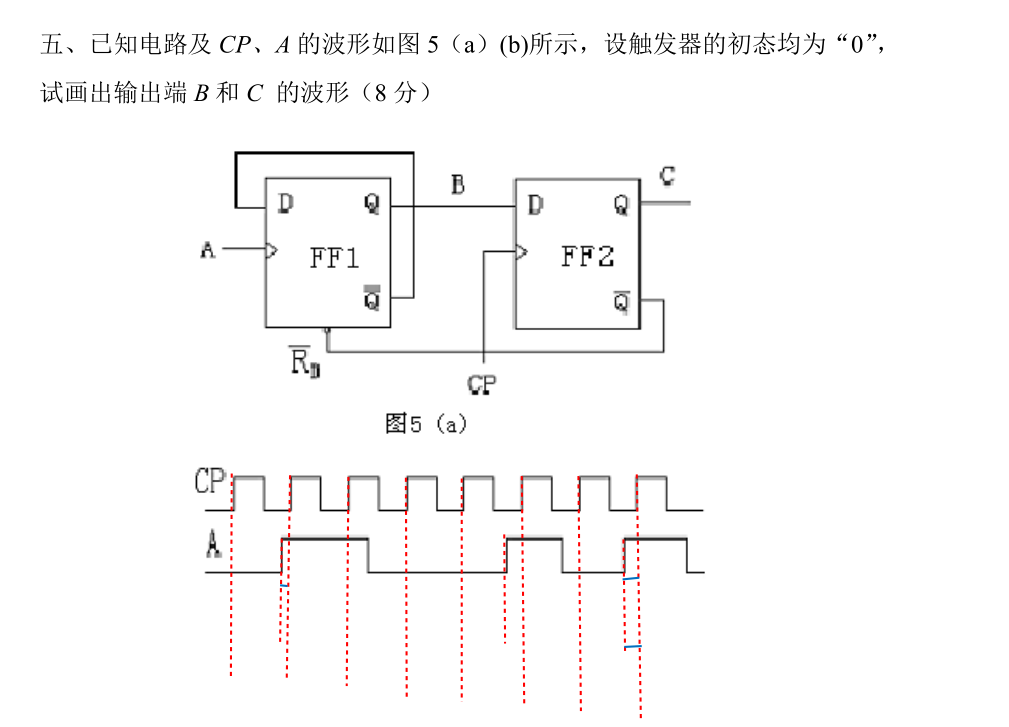 五、已知电路及 CP、A 的波形如图 5（a）(b)所示，设触发器的初态均为“0”，
试画出输出端 B 和 C 的波形（8 分）
B
C
D Q
D Q
A
FF1
FF2
Q̅
Q̅
R̅D
CP
图5 (a)
CP
A